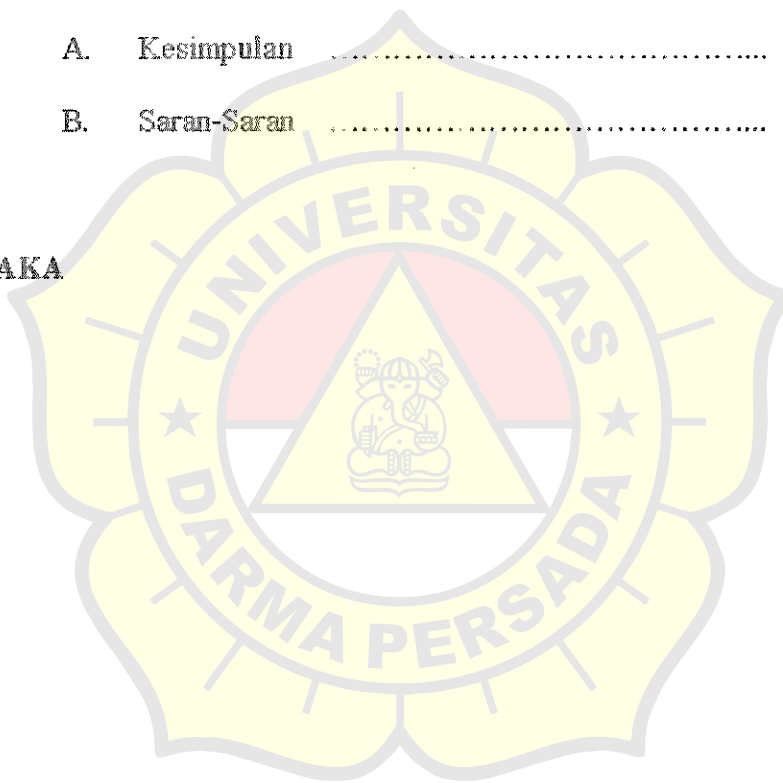 A. Kesimpulan ................................................
B. Saran-Saran ................................................
AKA
UNIVERSITAS
DARMA PERSADA